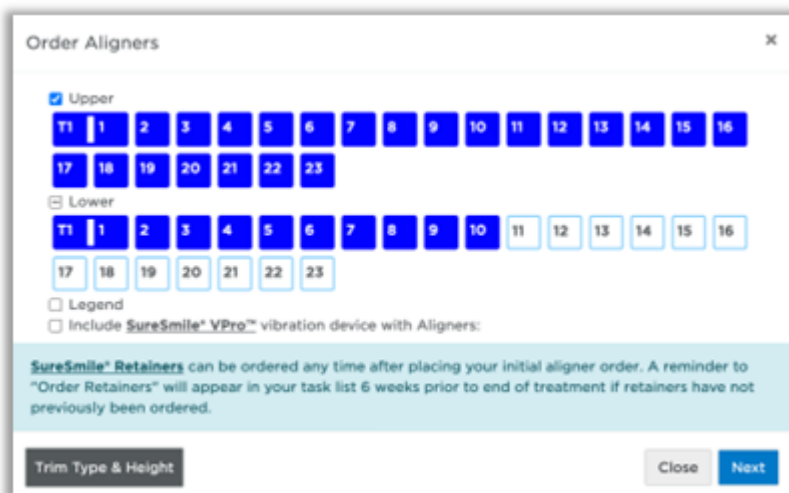 Order Aligners ×
Upper
T1 1 2 3 4 5 6 7 8 9 10 11 12 13 14 15 16
17 18 19 20 21 22 23
Lower
T1 1 2 3 4 5 6 7 8 9 10 11 12 13 14 15 16
17 18 19 20 21 22 23
Legend
Include SureSmile® VPro™ vibration device with Aligners:
SureSmile® Retainers can be ordered any time after placing your initial aligner order. A reminder to
"Order Retainers" will appear in your task list 6 weeks prior to end of treatment if retainers have not
previously been ordered.
Trim Type & Height Close Next